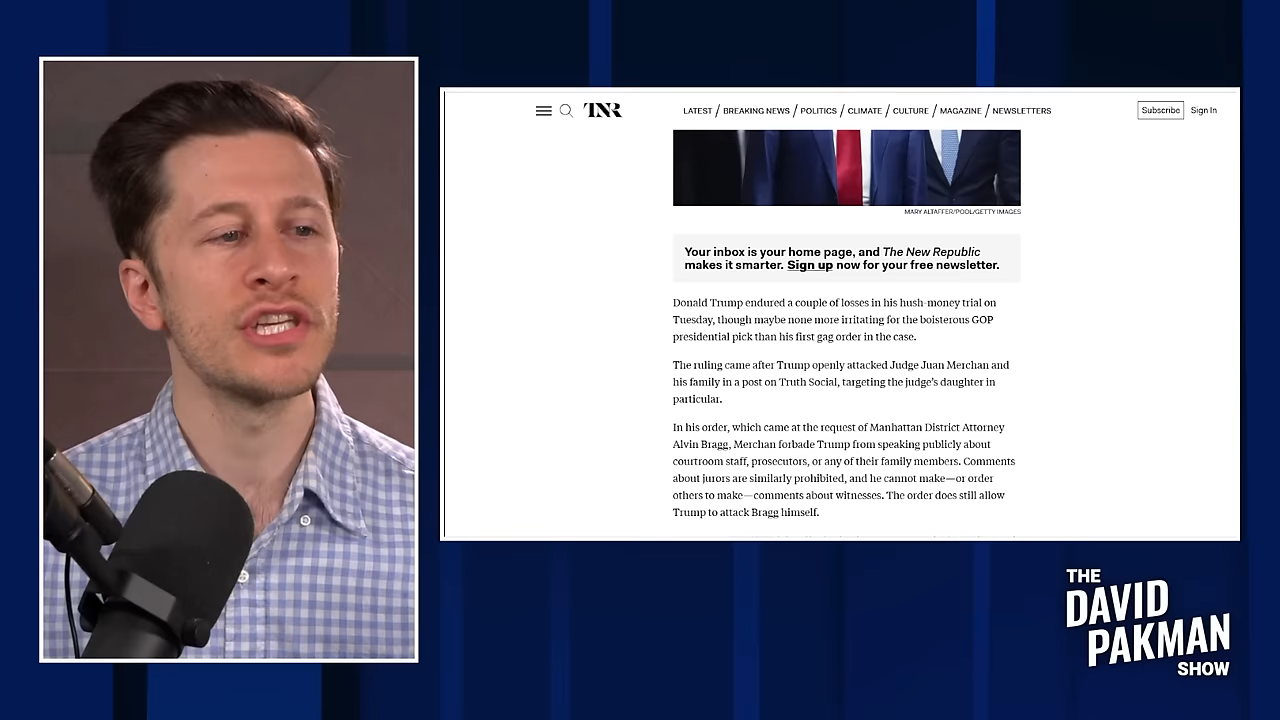 TNR
LATEST / BREAKING NEWS / POLITICS / CLIMATE / CULTURE / MAGAZINE / NEWSLETTERS
Subscribe
Sign In
MARY ALTAFFER/POOL/GETTY IMAGES
Your inbox is your home page, and The New Republic
makes it smarter. Sign up now for your free newsletter.
Donald Trump endured a couple of losses in his hush-money trial on
Tuesday, though maybe none more irritating for the boisterous GOP
presidential pick than his first gag order in the case.
The ruling came after Trump openly attacked Judge Juan Merchan and
his family in a post on Truth Social, targeting the judge’s daughter in
particular.
In his order, which came at the request of Manhattan District Attorney
Alvin Bragg, Merchan forbade Trump from speaking publicly about
courtroom staff, prosecutors, or any of their family members. Comments
about jurors are similarly prohibited, and he cannot make—or order
others to make—comments about witnesses. The order does still allow
Trump to attack Bragg himself.
THE
DAVID
PAKMAN
SHOW